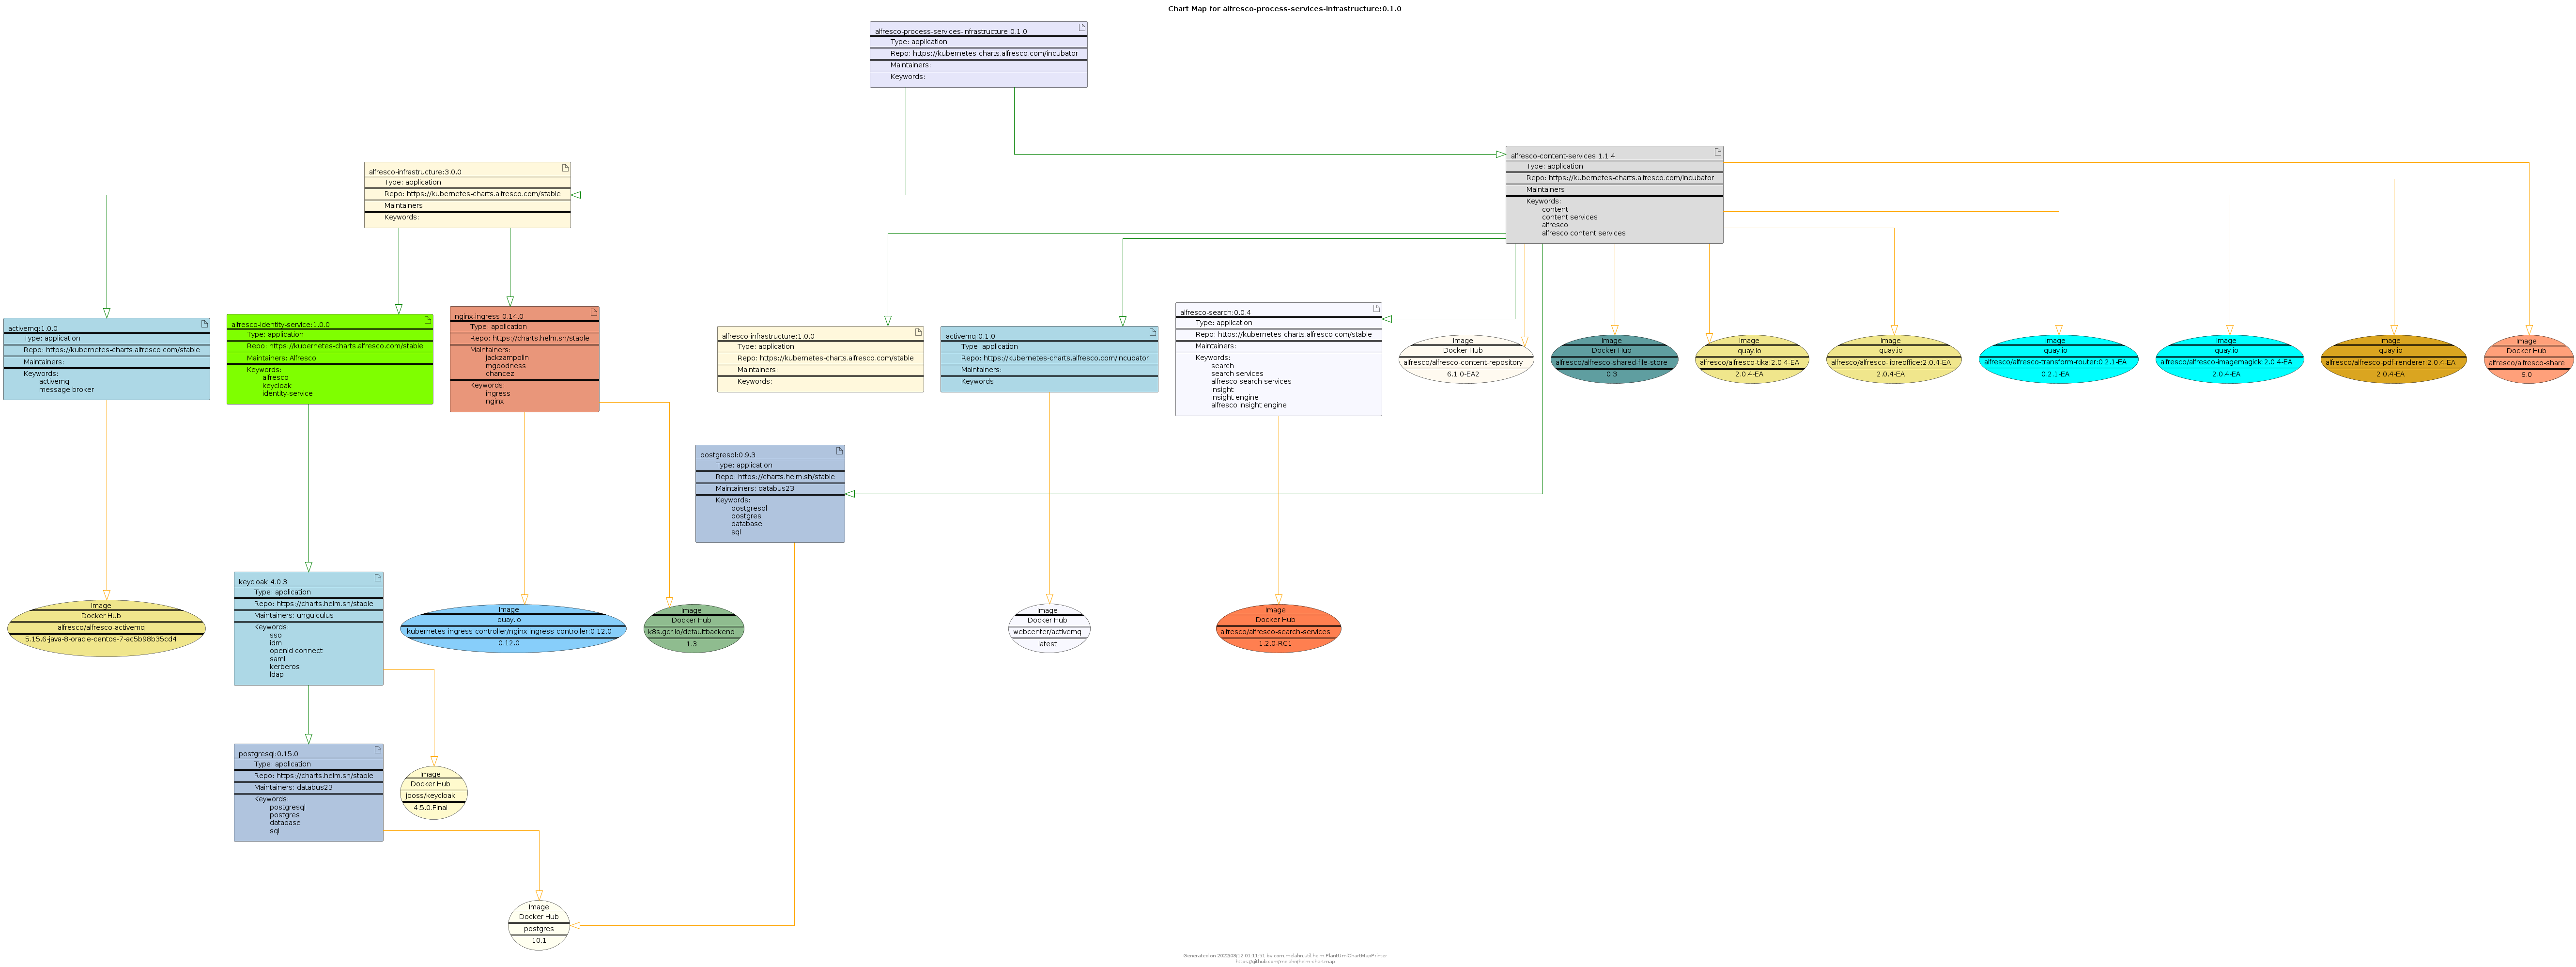 Chart Map for alfresco-process-services-infrastructure:0.1.0
alfresco-process-services-infrastructure:0.1.0
Type: application
Repo: https://kubernetes-charts.alfresco.com/incubator
Maintainers:
Keywords:
alfresco-infrastructure:3.0.0
Type: application
Repo: https://kubernetes-charts.alfresco.com/stable
Maintainers:
Keywords:
alfresco-content-services:1.1.4
Type: application
Repo: https://kubernetes-charts.alfresco.com/incubator
Maintainers:
Keywords:
content
content services
alfresco
alfresco content services
activemq:1.0.0
Type: application
Repo: https://kubernetes-charts.alfresco.com/stable
Maintainers:
Keywords:
activemq
message broker
alfresco-identity-service:1.0.0
Type: application
Repo: https://kubernetes-charts.alfresco.com/stable
Maintainers: Alfresco
Keywords:
alfresco
keycloak
identity-service
nginx-ingress:0.14.0
Type: application
Repo: https://charts.helm.sh/stable
Maintainers:
jackzampolin
mgoodness
chancez
Keywords:
ingress
nginx
alfresco-infrastructure:1.0.0
Type: application
Repo: https://kubernetes-charts.alfresco.com/stable
Maintainers:
Keywords:
activemq:0.1.0
Type: application
Repo: https://kubernetes-charts.alfresco.com/incubator
Maintainers:
Keywords:
alfresco-search:0.0.4
Type: application
Repo: https://kubernetes-charts.alfresco.com/stable
Maintainers:
Keywords:
search
search services
alfresco search services
insight
insight engine
alfresco insight engine
Image
Docker Hub
alfresco/alfresco-content-repository
6.1.0-EA2
Image
Docker Hub
alfresco/alfresco-shared-file-store
0.3
Image
quay.io
alfresco/alfresco-tika:2.0.4-EA
2.0.4-EA
Image
quay.io
alfresco/alfresco-libreoffice:2.0.4-EA
2.0.4-EA
Image
quay.io
alfresco/alfresco-transform-router:0.2.1-EA
0.2.1-EA
Image
quay.io
alfresco/alfresco-imagemagick:2.0.4-EA
2.0.4-EA
Image
quay.io
alfresco/alfresco-pdf-renderer:2.0.4-EA
2.0.4-EA
Image
Docker Hub
alfresco/alfresco-share
6.0
postgresql:0.9.3
Type: application
Repo: https://charts.helm.sh/stable
Maintainers: databus23
Keywords:
postgresql
postgres
database
sql
Image
Docker Hub
alfresco/alfresco-activemq
5.15.6-java-8-oracle-centos-7-ac5b98b35cd4
keycloak:4.0.3
Type: application
Repo: https://charts.helm.sh/stable
Maintainers: unguiculus
Keywords:
sso
idm
openid connect
saml
kerberos
ldap
Image
quay.io
kubernetes-ingress-controller/nginx-ingress-controller:0.12.0
0.12.0
Image
Docker Hub
k8s.gcr.io/defaultbackend
1.3
Image
Docker Hub
webcenter/activemq
latest
Image
Docker Hub
alfresco/alfresco-search-services
1.2.0-RC1
postgresql:0.15.0
Type: application
Repo: https://charts.helm.sh/stable
Maintainers: databus23
Keywords:
postgresql
postgres
database
sql
Image
Docker Hub
jboss/keycloak
4.5.0.Final
Image
Docker Hub
postgres
10.1
Generated on 2022/08/12 01:11:51 by com.melahn.util.helm.PlantUmlChartMapPrinter
https://github.com/melahn/helm-chartmap